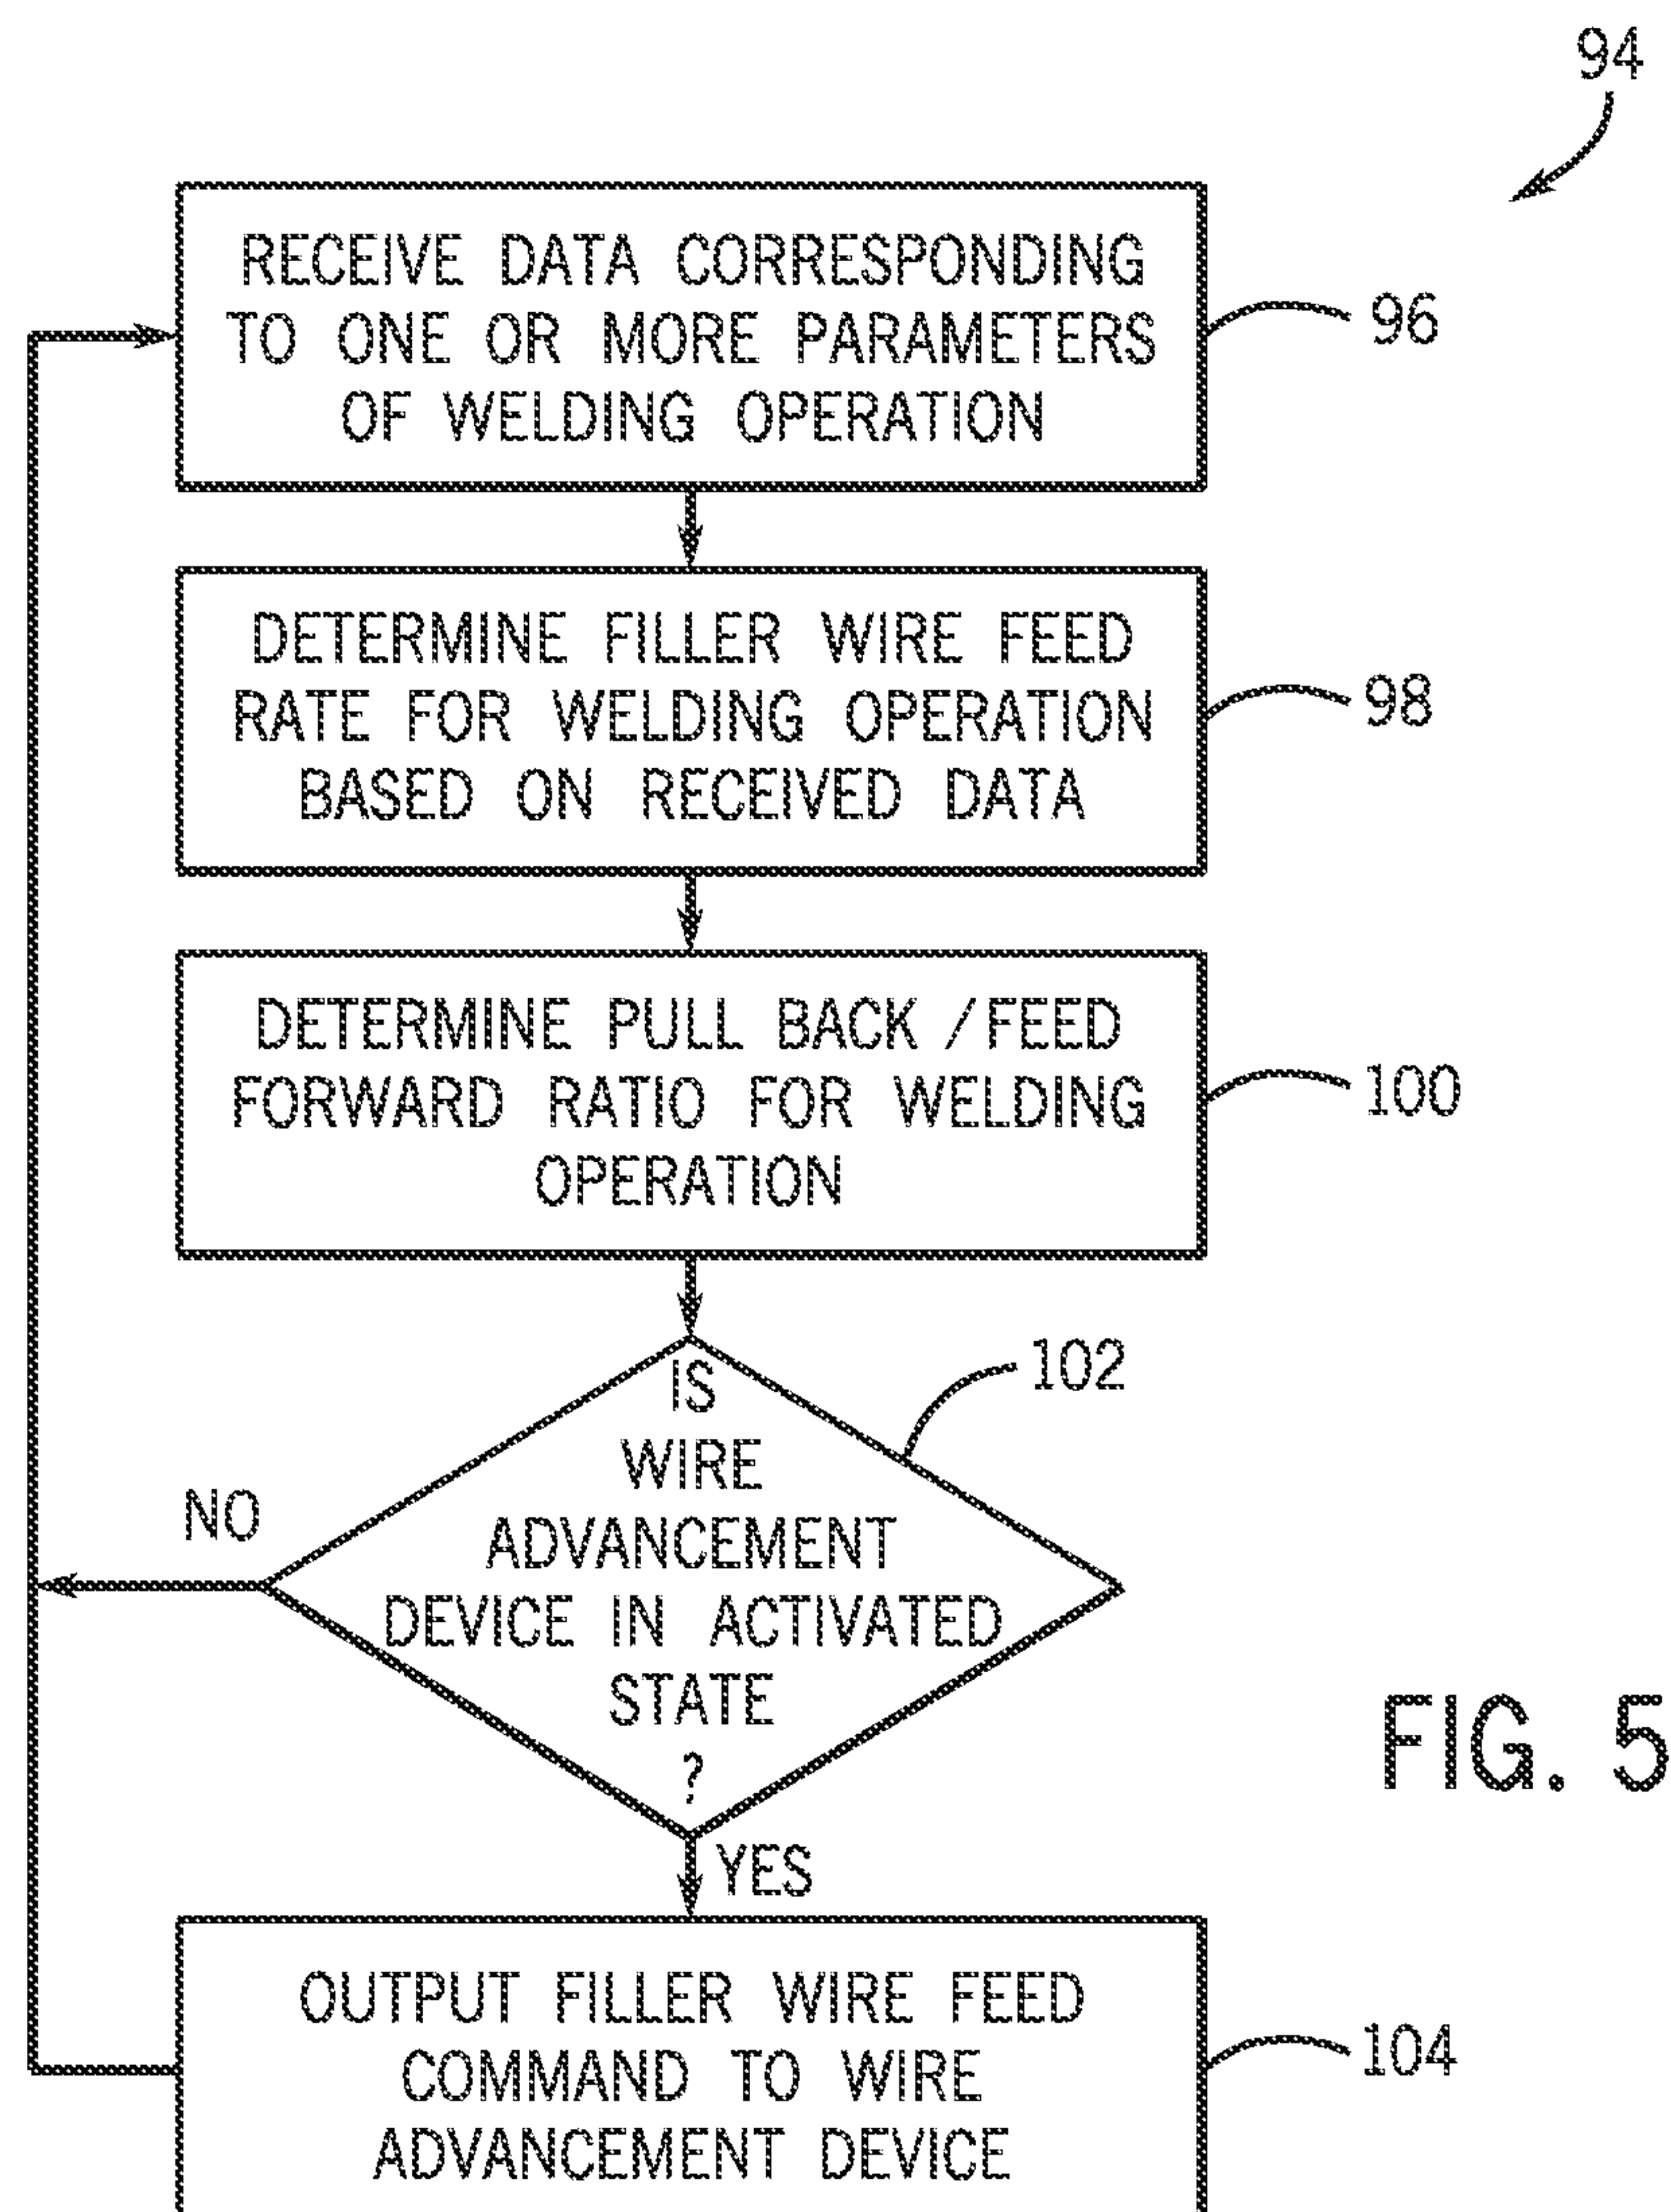 94
RECEIVE DATA CORRESPONDING
TO ONE OR MORE PARAMETERS
OF WELDING OPERATION
96
DETERMINE FILLER WIRE FEED
RATE FOR WELDING OPERATION
BASED ON RECEIVED DATA
98
DETERMINE PULL BACK / FEED
FORWARD RATIO FOR WELDING
OPERATION
100
IS
WIRE
ADVANCEMENT
DEVICE IN ACTIVATED
STATE
?
102
NO
YES
FIG. 5
OUTPUT FILLER WIRE FEED
COMMAND TO WIRE
ADVANCEMENT DEVICE
104